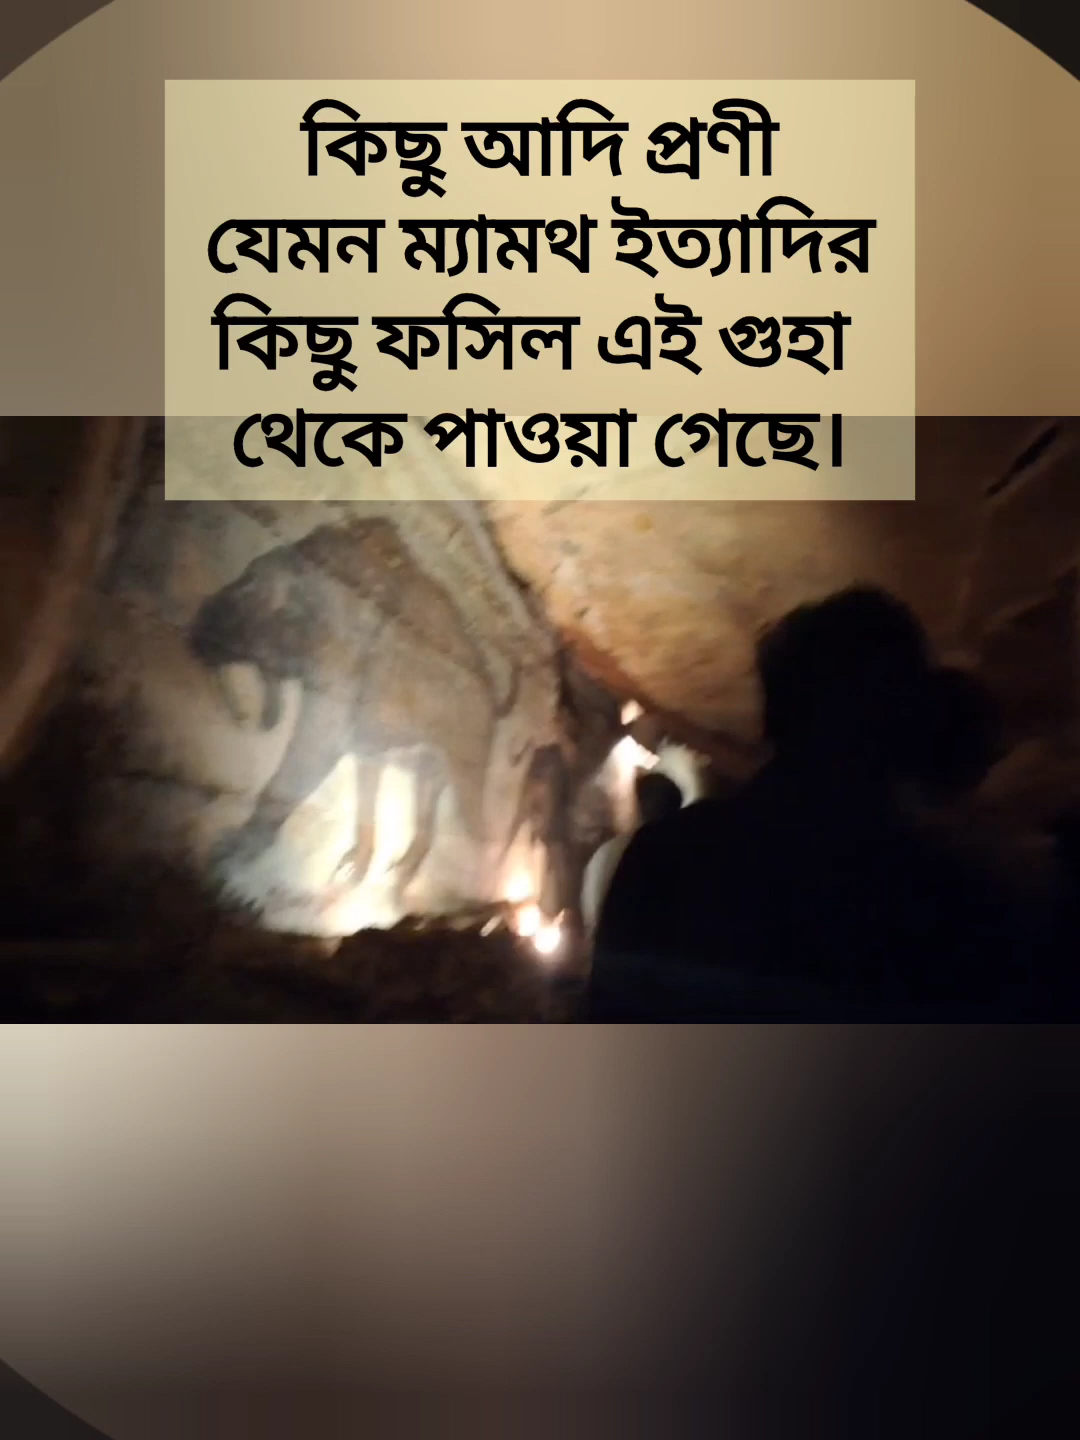 কিছু আদি প্রণী
যেমন ম্যামথ ইত্যাদির
কিছু ফসিল এই গুহা
থেকে পাওয়া গেছে।